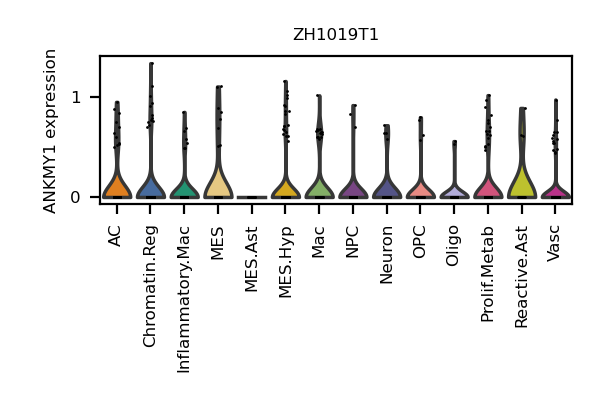 ZH1019T1
ANKMY1 expression
1
0
AC
Chromatin.Reg
Inflammatory.Mac
MES
MES.Ast
MES.Hyp
Mac
NPC
Neuron
OPC
Oligo
Prolif.Metab
Reactive.Ast
Vasc